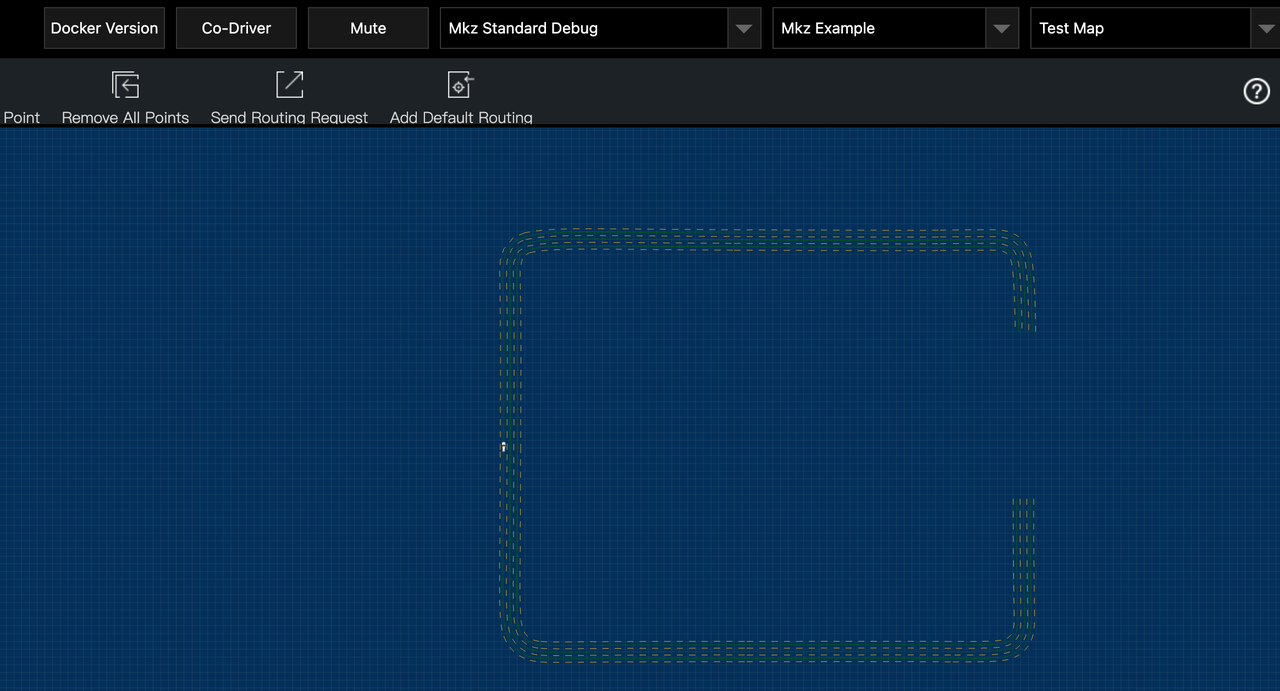 Docker Version Co-Driver Mute Mkz Standard Debug Mkz Example Test Map
Point Remove All Points Send Routing Request Add Default Routing